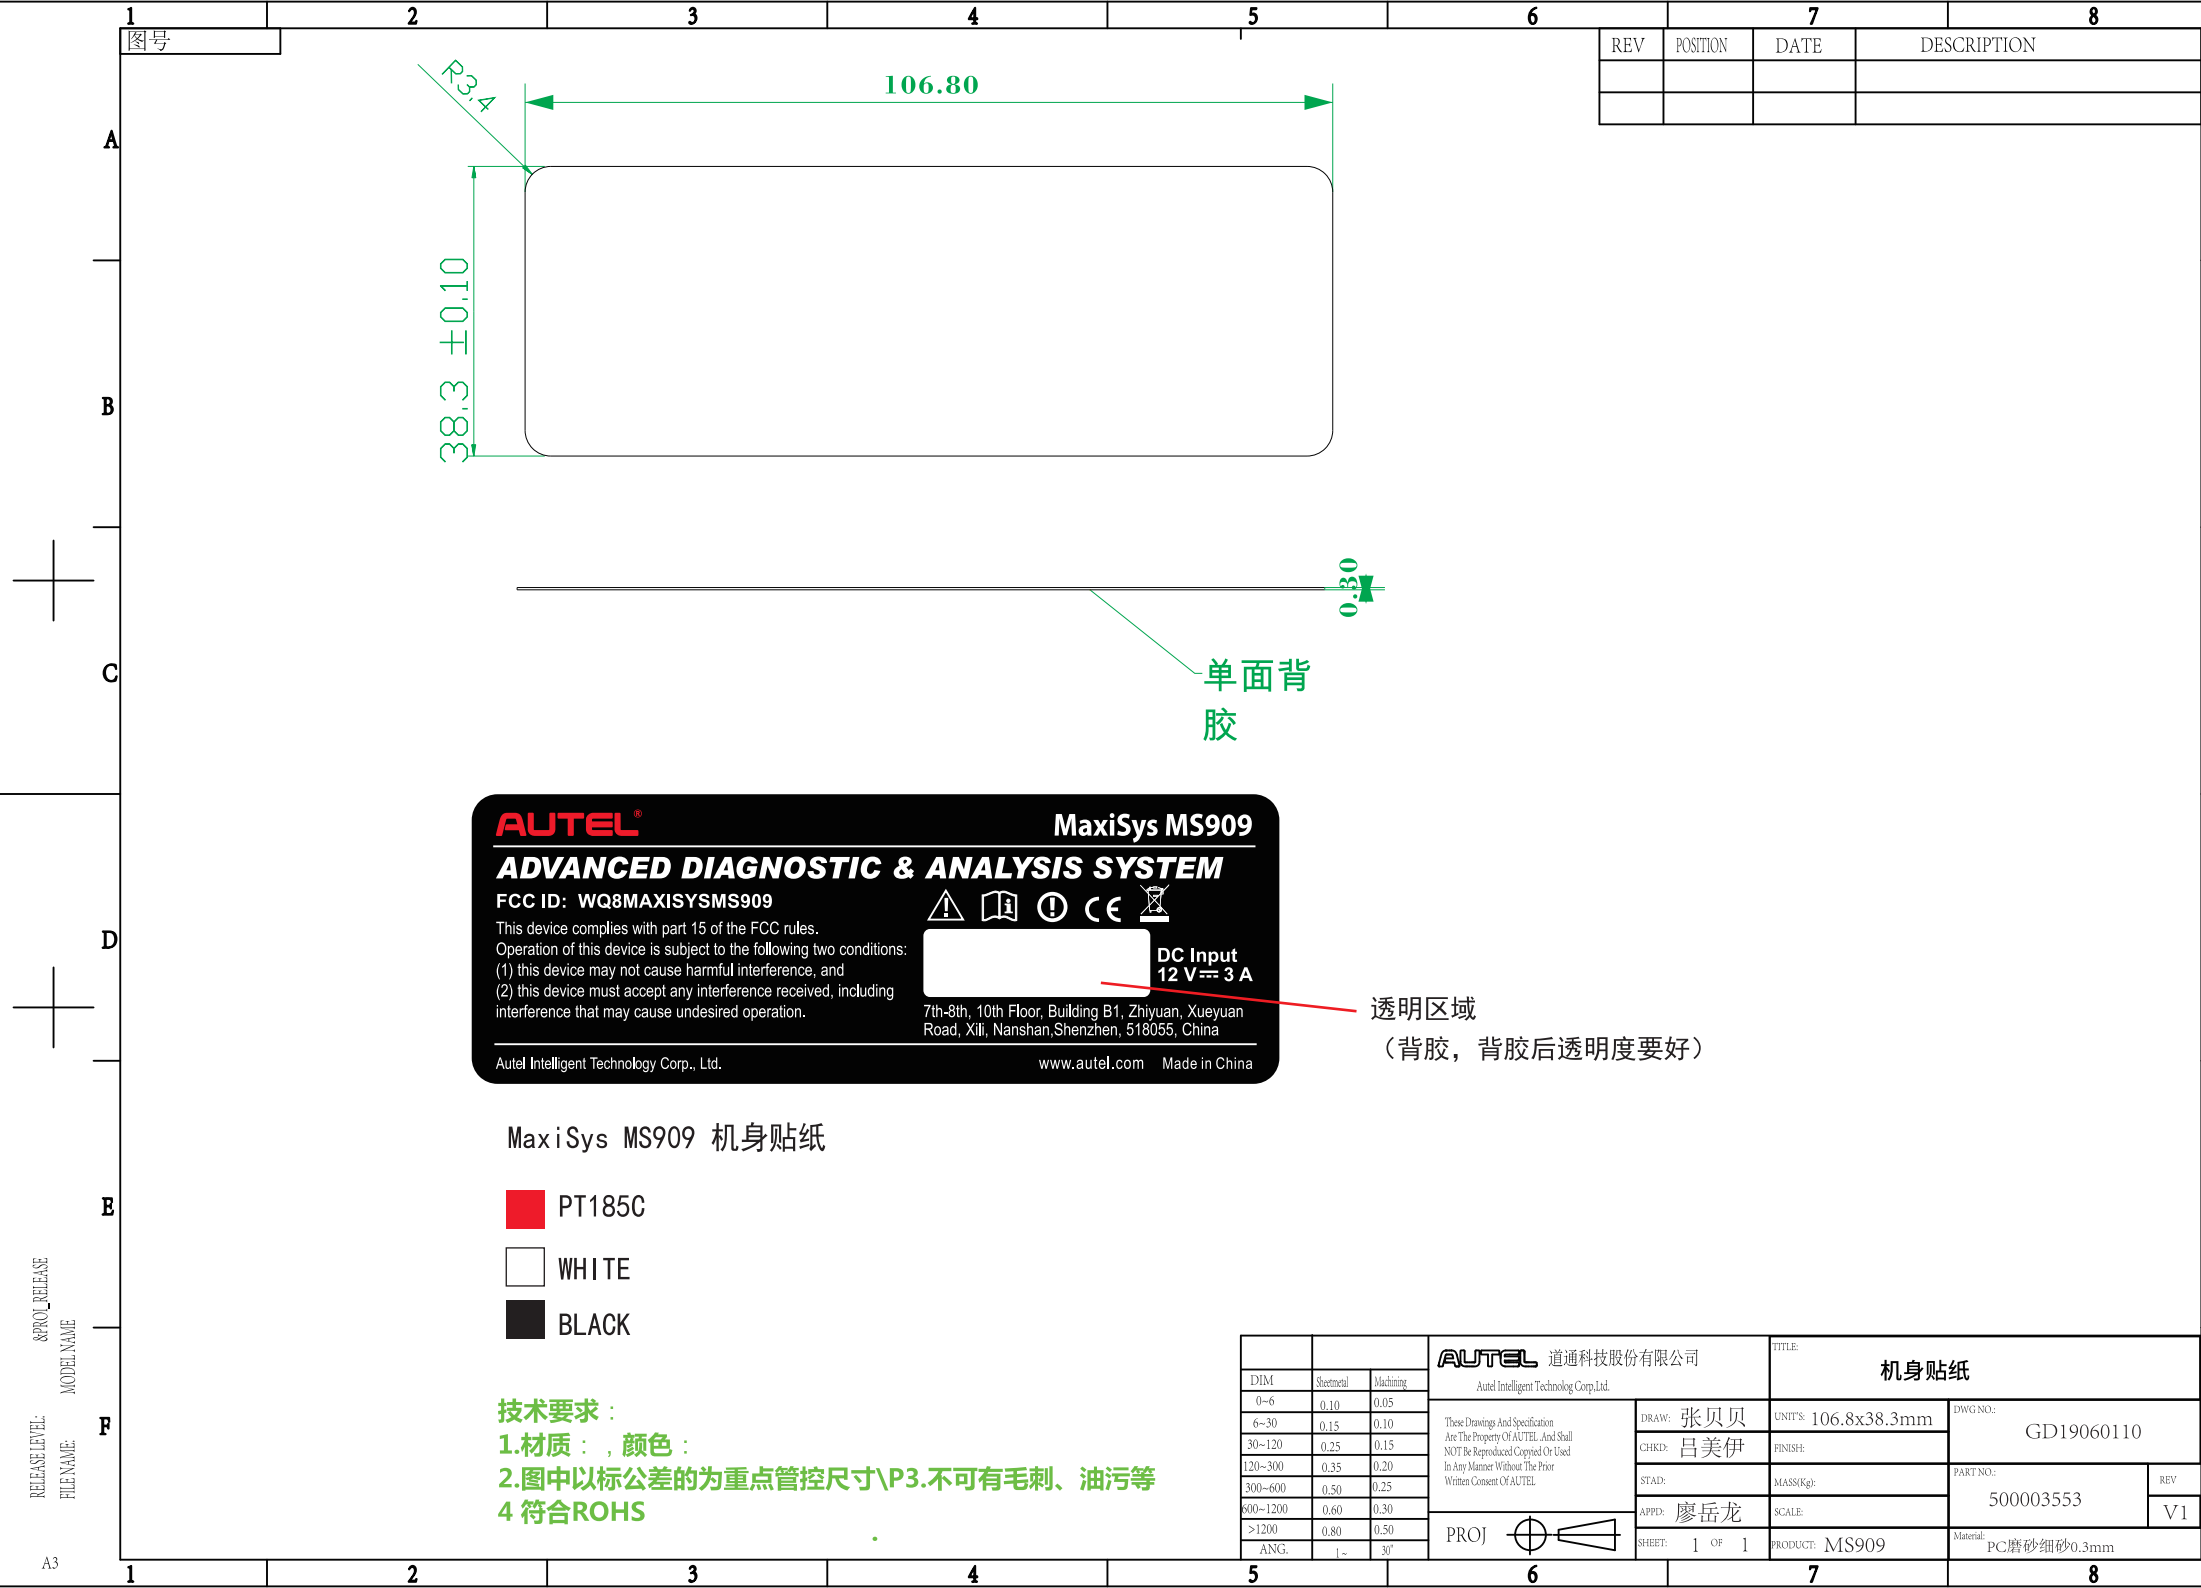 1 2 3 4 5 6 7 8
图号
REV POSITION DATE DESCRIPTION
A
B
C
D
E
F
R3.4
106.80
38.3 ±0.10
0.30
单面背
胶
AUTEL® MaxiSys MS909
ADVANCED DIAGNOSTIC & ANALYSIS SYSTEM
FCC ID: WQ8MAXISYSMS909
This device complies with part 15 of the FCC rules.
Operation of this device is subject to the following two conditions:
(1) this device may not cause harmful interference, and
(2) this device must accept any interference received, including
interference that may cause undesired operation.
CE
DC Input
12 V⎓3 A
7th-8th, 10th Floor, Building B1, Zhiyuan, Xueyuan
Road, Xili, Nanshan,Shenzhen, 518055, China
Autel Intelligent Technology Corp., Ltd. www.autel.com Made in China
透明区域
（背胶，背胶后透明度要好）
MaxiSys MS909 机身贴纸
PT185C
WHITE
BLACK
技术要求：
1.材质： ，颜色：
2.图中以标公差的为重点管控尺寸\P3.不可有毛刺、油污等
4 符合ROHS
RELEASE LEVEL: &PROI_RELEASE
FILE NAME: MODEL NAME
A3
DIM Sheetmetal Machining
0~6 0.10 0.05
6~30 0.15 0.10
30~120 0.25 0.15
120~300 0.35 0.20
300~600 0.50 0.25
600~1200 0.60 0.30
>1200 0.80 0.50
ANG. 1~ 30"
AUTEL 道通科技股份有限公司
Autel Intelligent Technolog Corp,Ltd.
These Drawings And Specification
Are The Property Of AUTEL .And Shall
NOT Be Reproduced Copyied Or Used
In Any Manner Without The Prior
Written Consent Of AUTEL
PROJ
DRAW: 张贝贝
CHKD: 吕美伊
STAD:
APPD: 廖岳龙
SHEET: 1 OF 1
TITLE:
机身贴纸
UNIT'S: 106.8x38.3mm
FINISH:
MASS(Kg):
SCALE:
PRODUCT: MS909
DWG NO.:
GD19060110
PART NO.:
500003553
REV
V1
Material:
PC磨砂细砂0.3mm
1 2 3 4 5 6 7 8